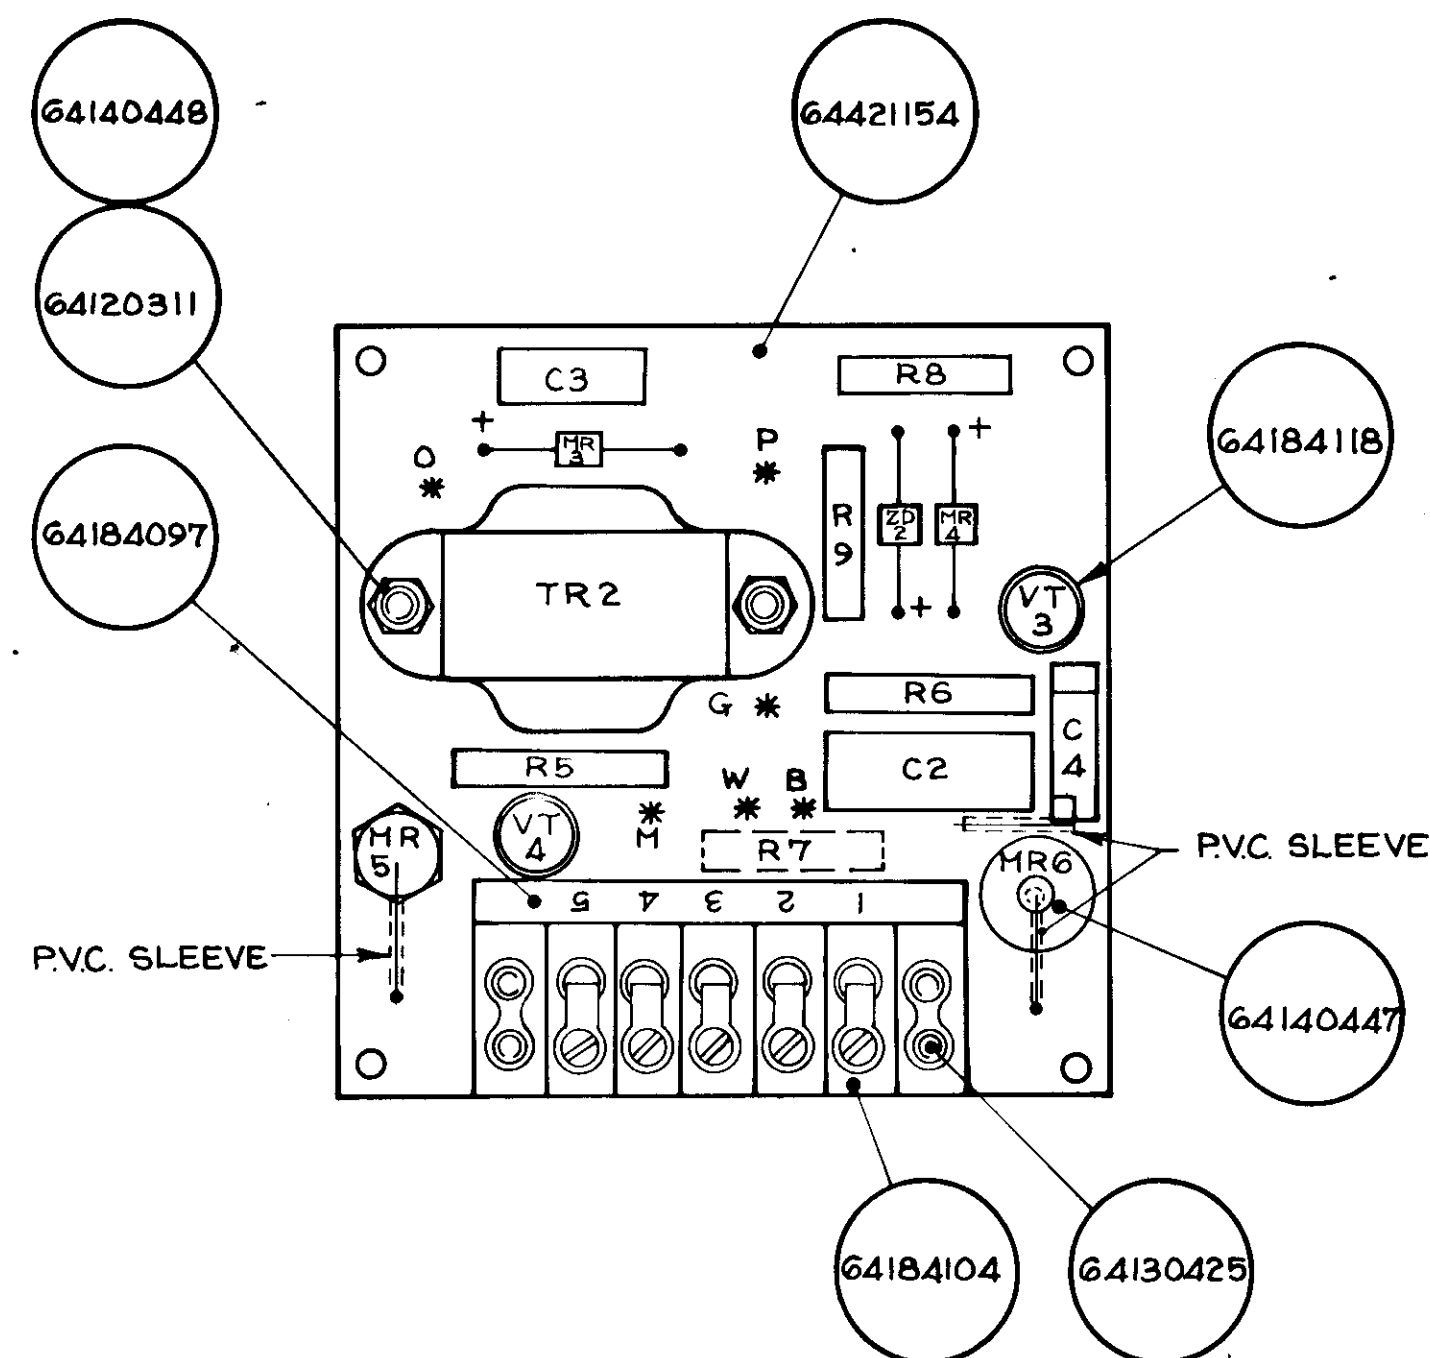 64140448
64421154
64120311
C3
R8
+
MR
3
+
O
P
64184118
R
9
ZD
2
MR
4
64184097
TR2
+
VT
3
G
R6
C
4
R5
C2
W
B
M
VT
4
MR
5
R7
MR6
P.V.C. SLEEVE
5
4
3
2
1
P.V.C. SLEEVE
64140447
64184104
64130425